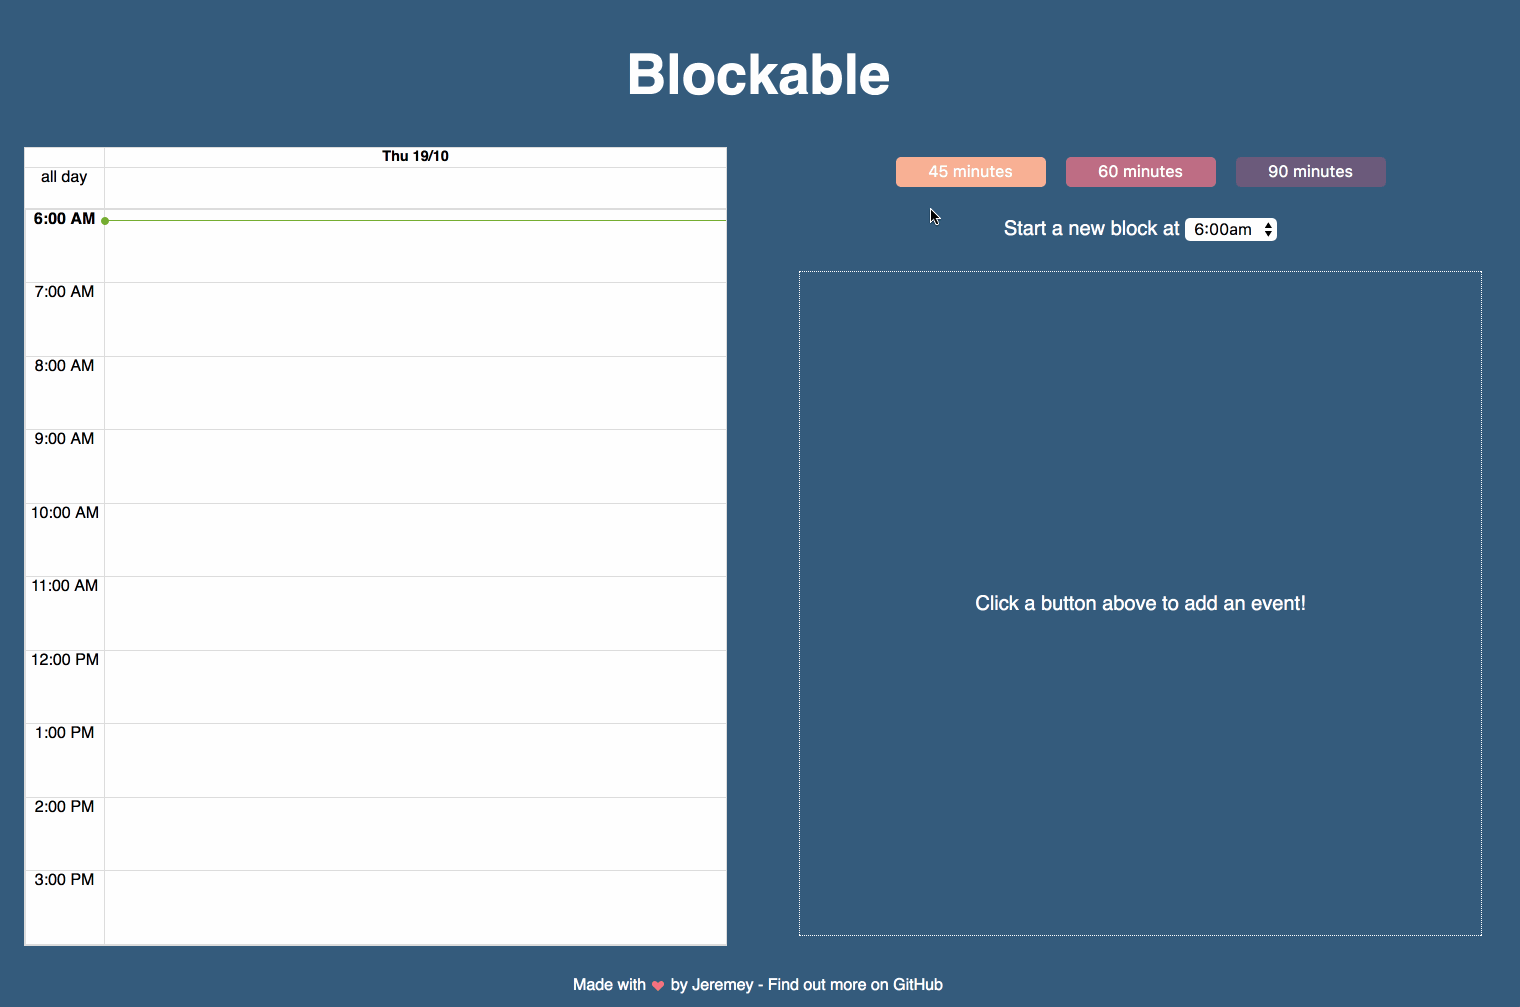 Blockable
Thu 19/10
all day
6:00 AM
7:00 AM
8:00 AM
9:00 AM
10:00 AM
11:00 AM
12:00 PM
1:00 PM
2:00 PM
3:00 PM
45 minutes
60 minutes
90 minutes
Start a new block at 6:00am
Click a button above to add an event!
Made with ❤ by Jeremey - Find out more on GitHub